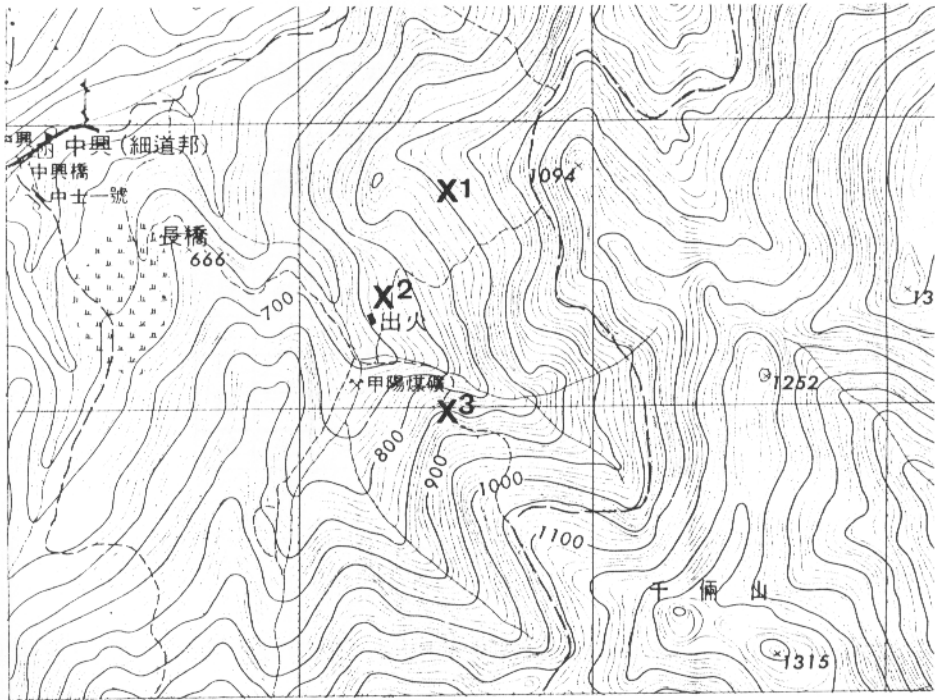 中興(細道邦)
中興橋
中士一號
長橋
666
1094
X1
X2
出火
700
甲陽煤礦
X3
1252
800
900
1000
1100
千倆山
1315